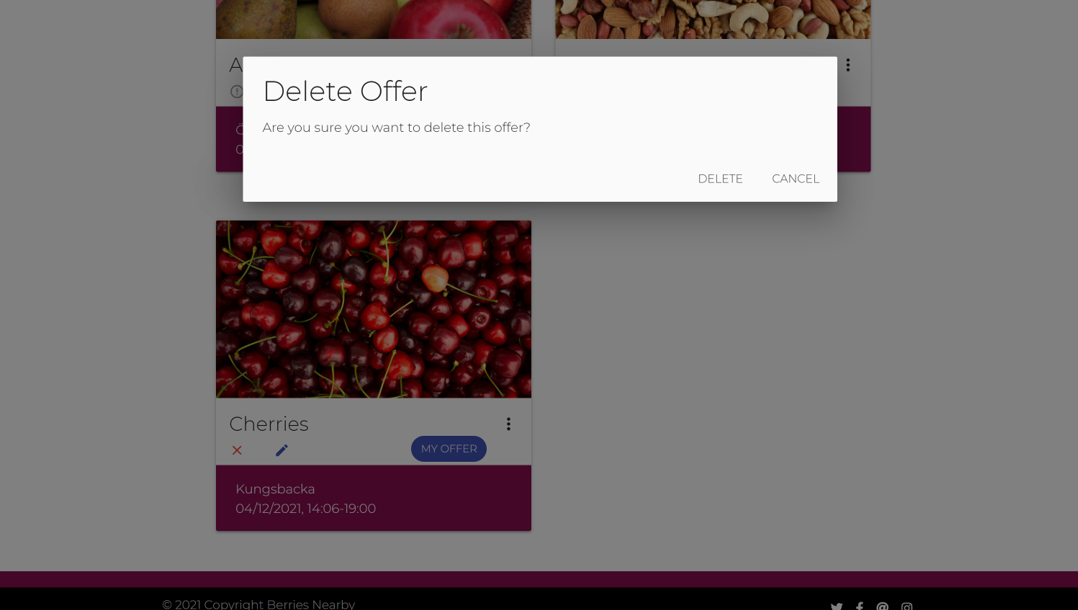 Delete Offer
Are you sure you want to delete this offer?
DELETE CANCEL
Cherries
MY OFFER
Kungsbacka
04/12/2021, 14:06-19:00
© 2021 Copyright Berries Nearby